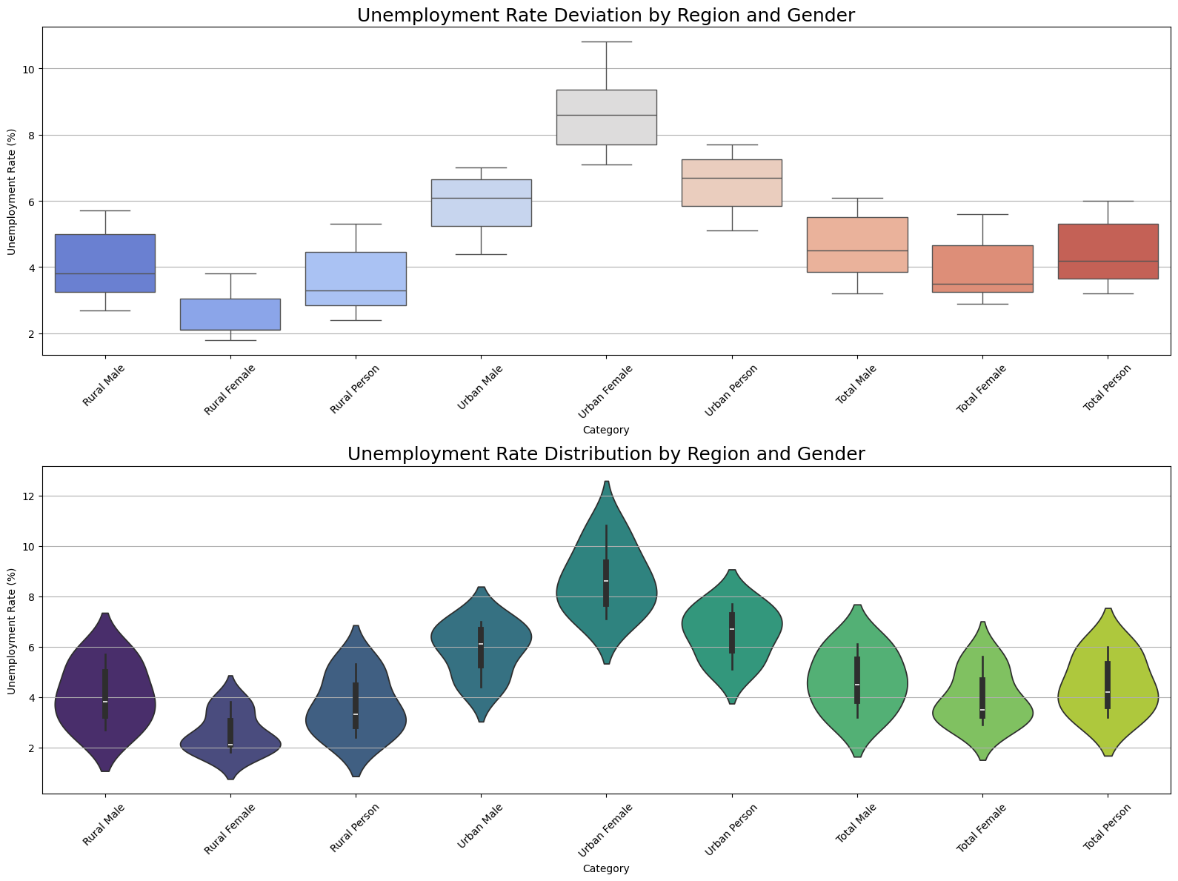 Unemployment Rate Deviation by Region and Gender
Unemployment Rate (%)
10
8
6
4
2
Rural Male
Rural Female
Rural Person
Urban Male
Urban Female
Urban Person
Total Male
Total Female
Total Person
Category
Unemployment Rate Distribution by Region and Gender
Unemployment Rate (%)
12
10
8
6
4
2
Rural Male
Rural Female
Rural Person
Urban Male
Urban Female
Urban Person
Total Male
Total Female
Total Person
Category